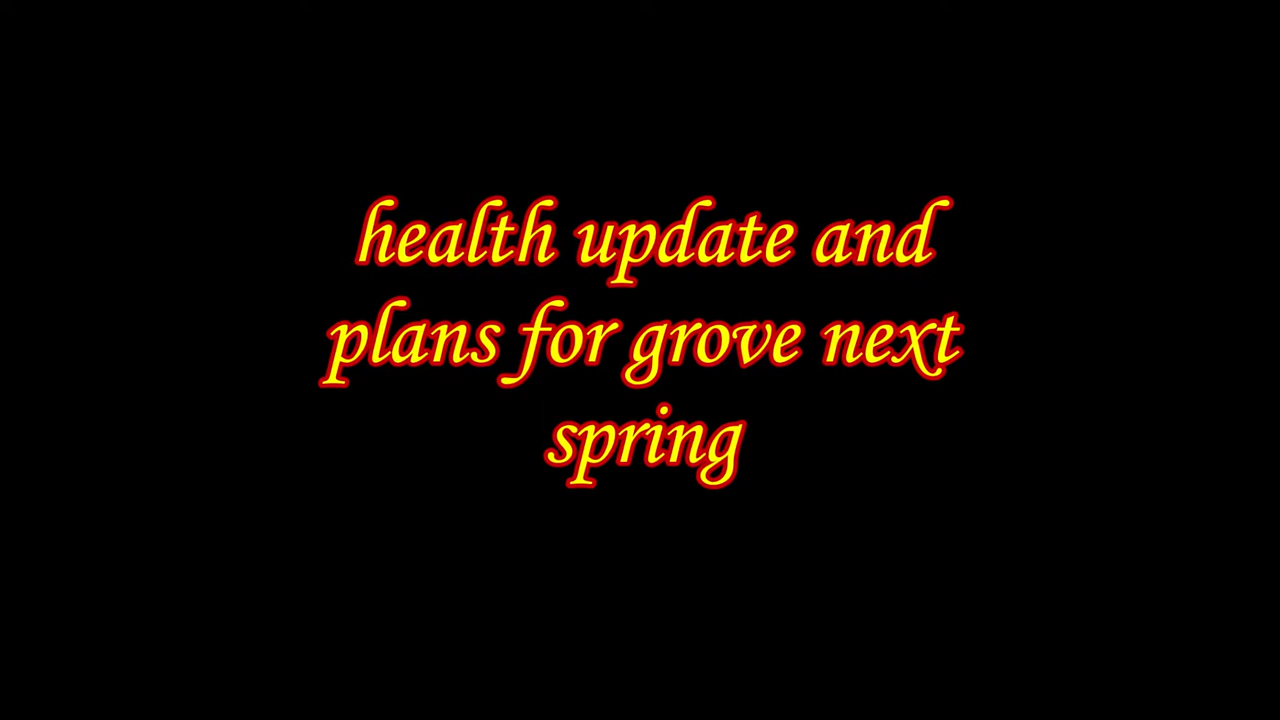 health update and
plans for grove next
spring